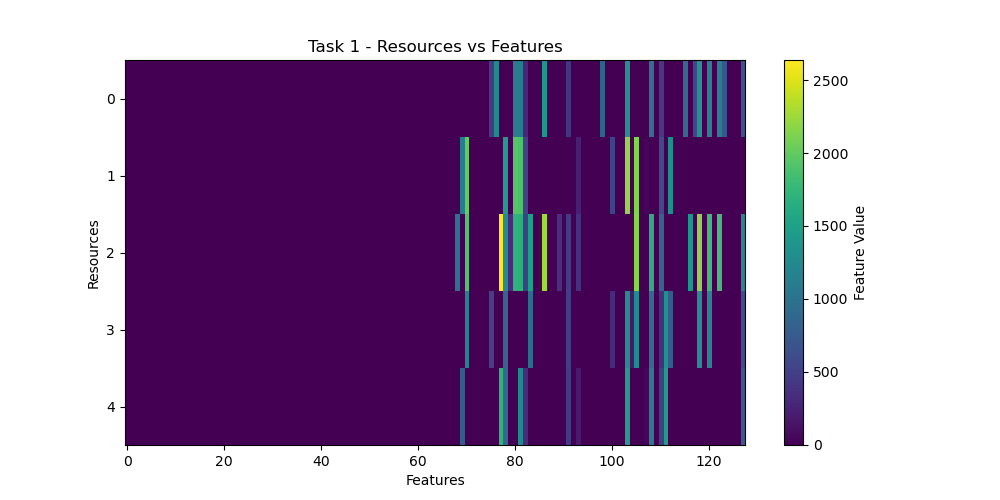 Task 1 - Resources vs Features
Resources
0
1
2
3
4
0 20 40 60 80 100 120
Features
2500
2000
1500
1000
500
0
Feature Value